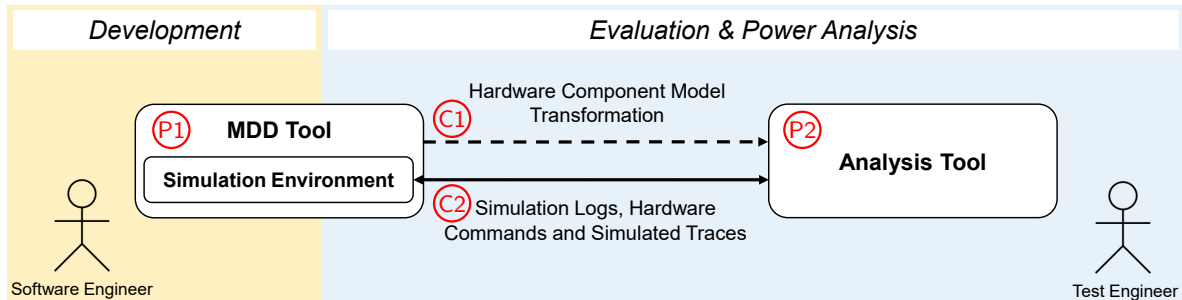 Development
Evaluation & Power Analysis
Hardware Component Model
Transformation
P1
MDD Tool
C1
P2
Analysis Tool
Simulation Environment
C2
Simulation Logs, Hardware
Commands and Simulated Traces
Software Engineer
Test Engineer